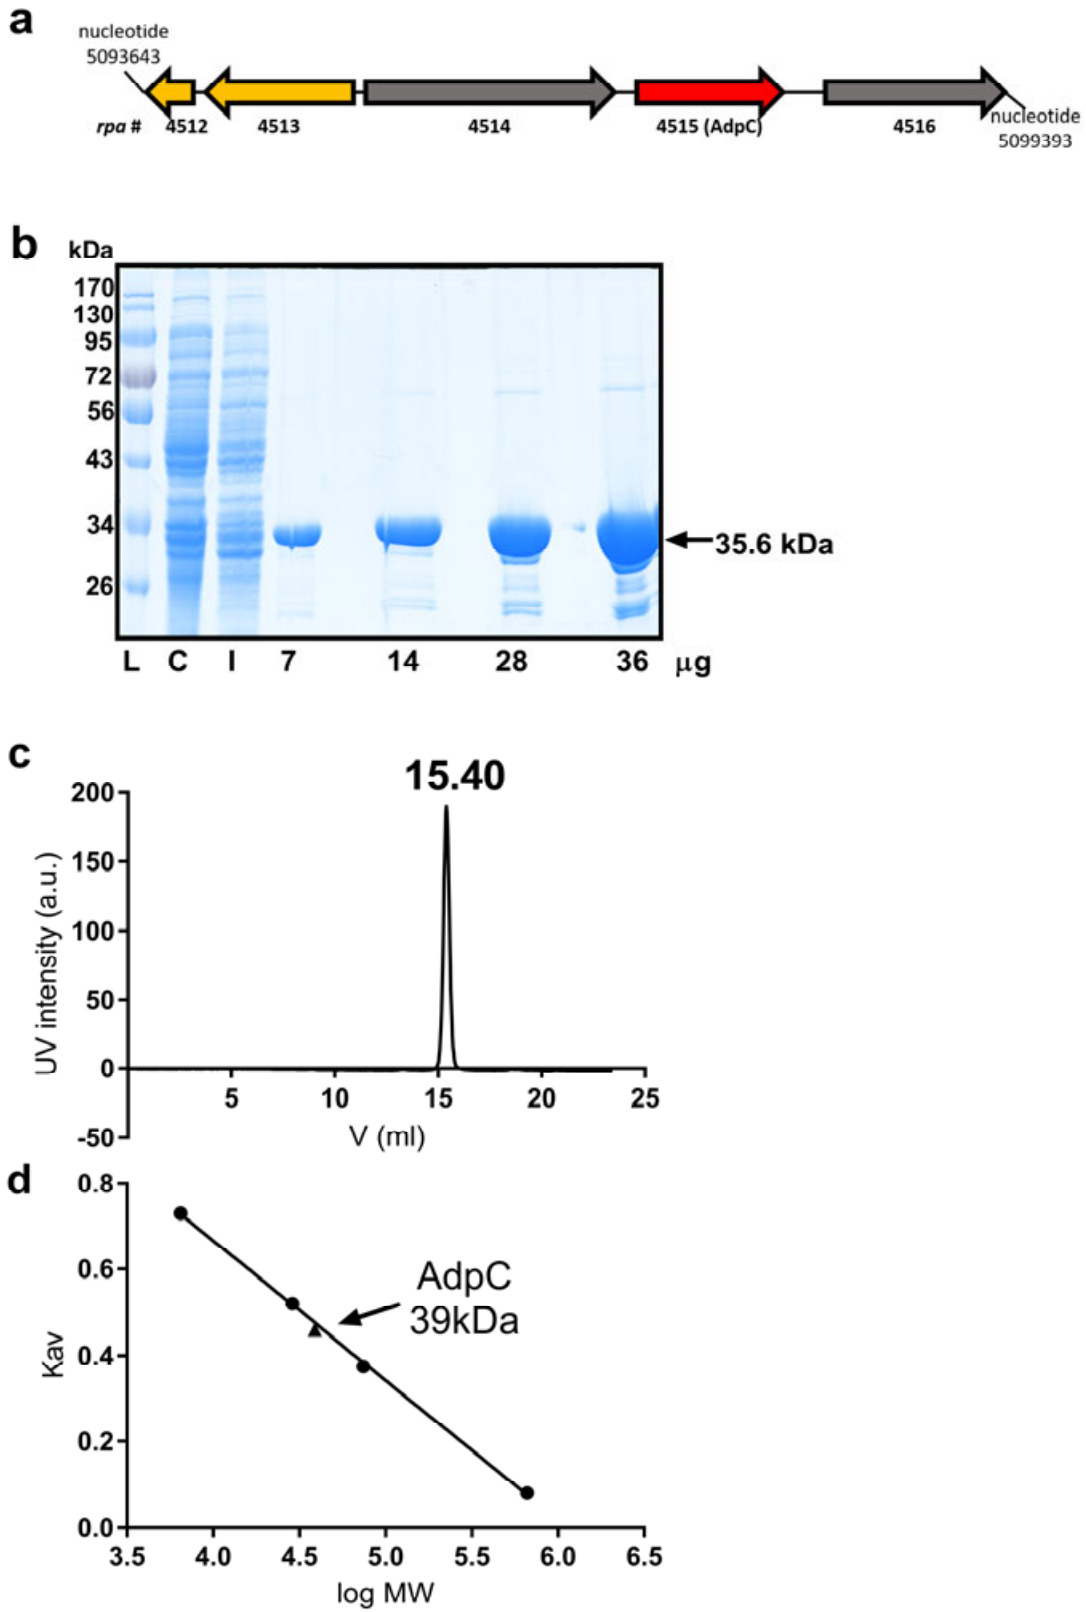 a
nucleotide
5093643
rpa # 4512 4513 4514 4515 (AdpC) 4516
nucleotide
5099393
b
kDa
170
130
95
72
56
43
34
26
35.6 kDa
L C I 7 14 28 36 μg
c
15.40
200
150
100
50
0
-50
5 10 15 20 25
UV intensity (a.u.)
V (ml)
d
0.8
0.6
0.4
0.2
0.0
AdpC
39kDa
Kav
3.5 4.0 4.5 5.0 5.5 6.0 6.5
log MW